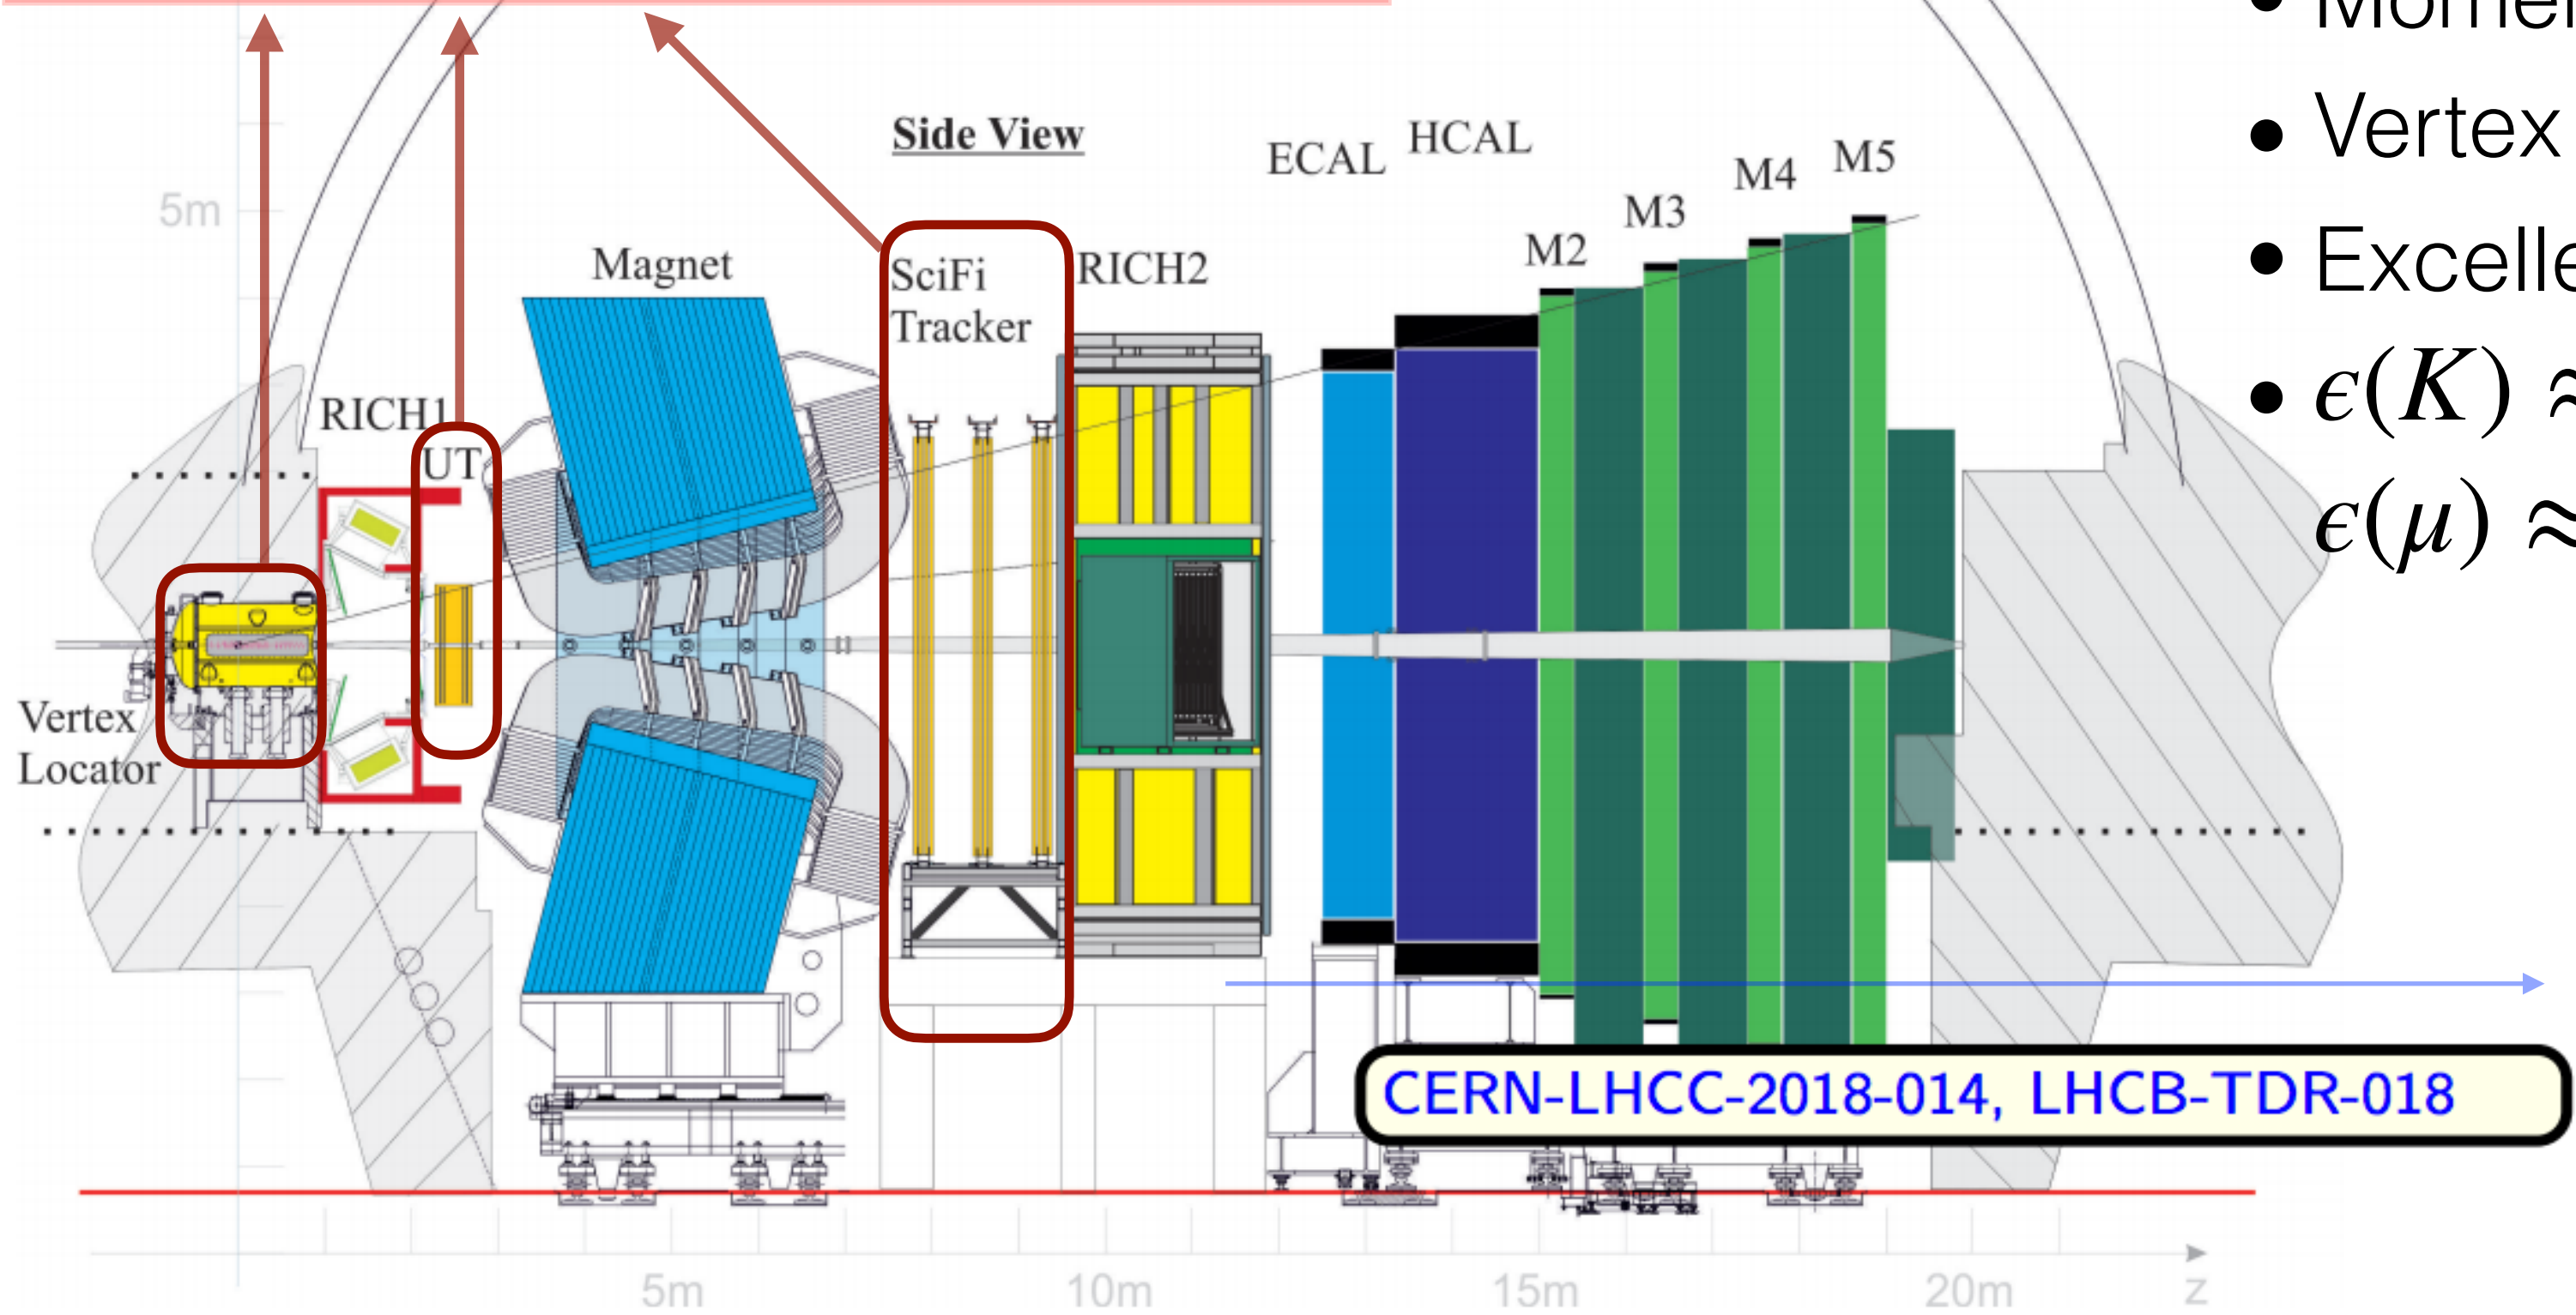 Vertex
Excelle
ϵ(K) ≈
ϵ(μ) ≈
Side View
ECAL
HCAL
M2
M3
M4
M5
5m
Magnet
SciFi
Tracker
RICH2
RICH1
UT
Vertex
Locator
CERN-LHCC-2018-014, LHCB-TDR-018
5m
10m
15m
20m
z